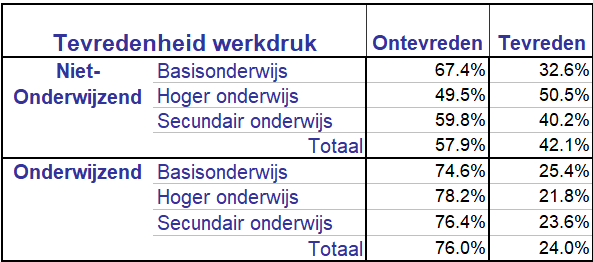 Tevredenheid werkdruk Ontevreden Tevreden
Niet- Basisonderwijs 67.4% 32.6%
Onderwijzend Hoger onderwijs 49.5% 50.5%
Secundair onderwijs 59.8% 40.2%
Totaal 57.9% 42.1%
Onderwijzend Basisonderwijs 74.6% 25.4%
Hoger onderwijs 78.2% 21.8%
Secundair onderwijs 76.4% 23.6%
Totaal 76.0% 24.0%